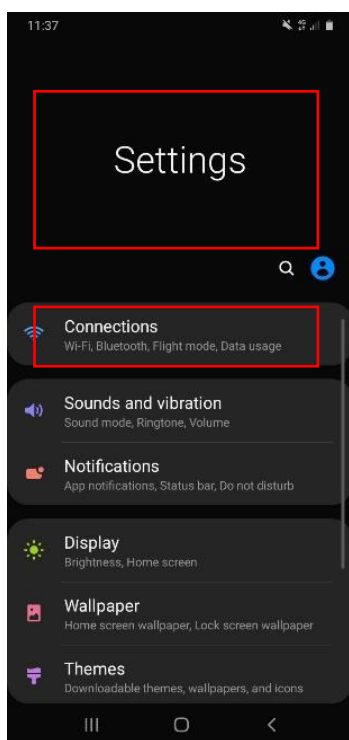 11:37
Settings
Connections
Wi-Fi, Bluetooth, Flight mode, Data usage
Sounds and vibration
Sound mode, Ringtone, Volume
Notifications
App notifications, Status bar, Do not disturb
Display
Brightness, Home screen
Wallpaper
Home screen wallpaper, Lock screen wallpaper
Themes
Downloadable themes, wallpapers, and icons